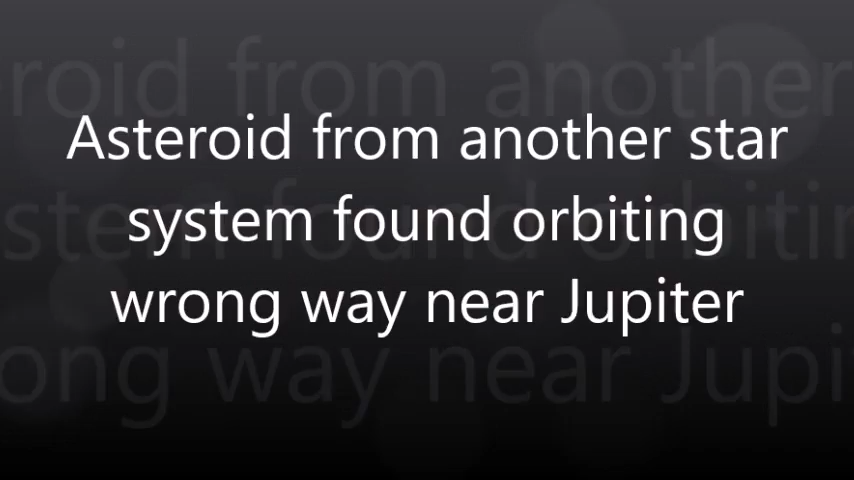 Asteroid from another star
system found orbiting
wrong way near Jupiter